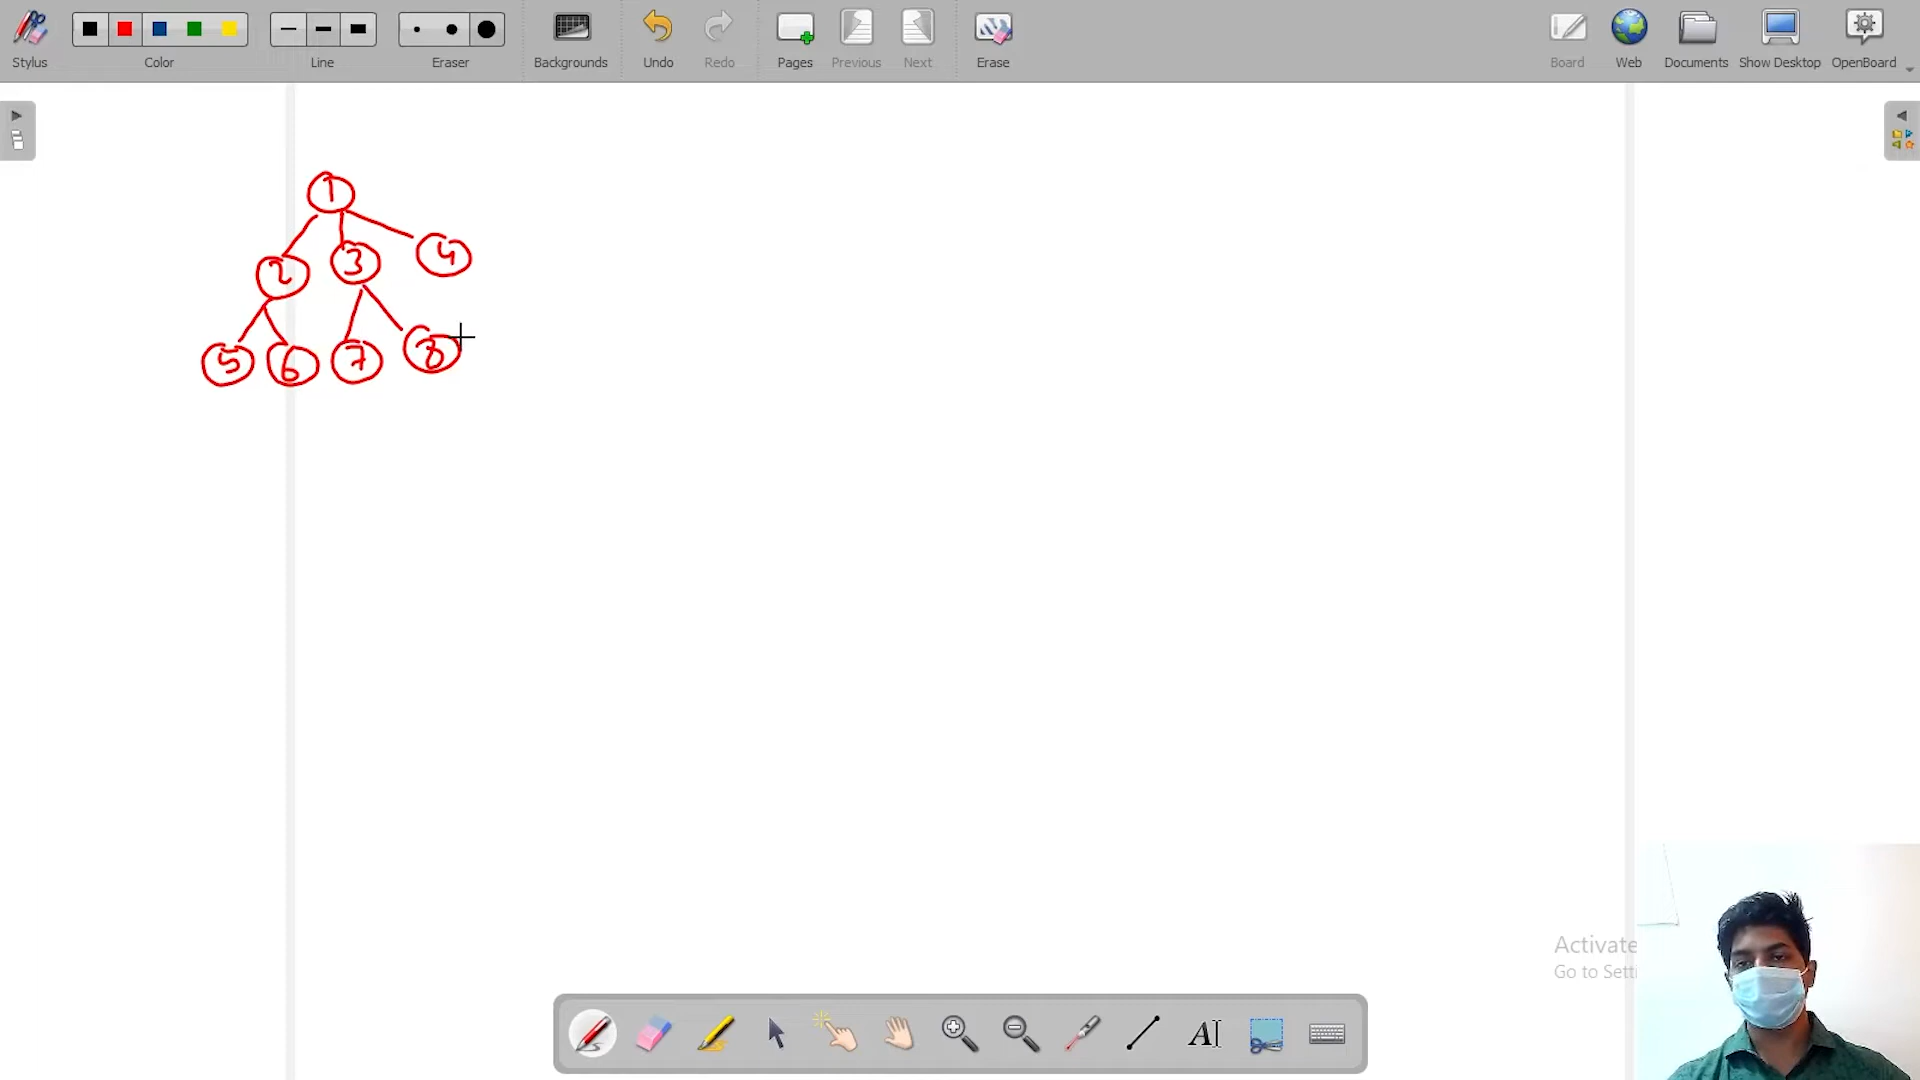 Stylus Color Line Eraser Backgrounds Undo Redo Pages Previous Next Erase Board Web Documents Show Desktop OpenBoard
1
2 3 4
5 6 7 8
Activate
Go to Setti
A